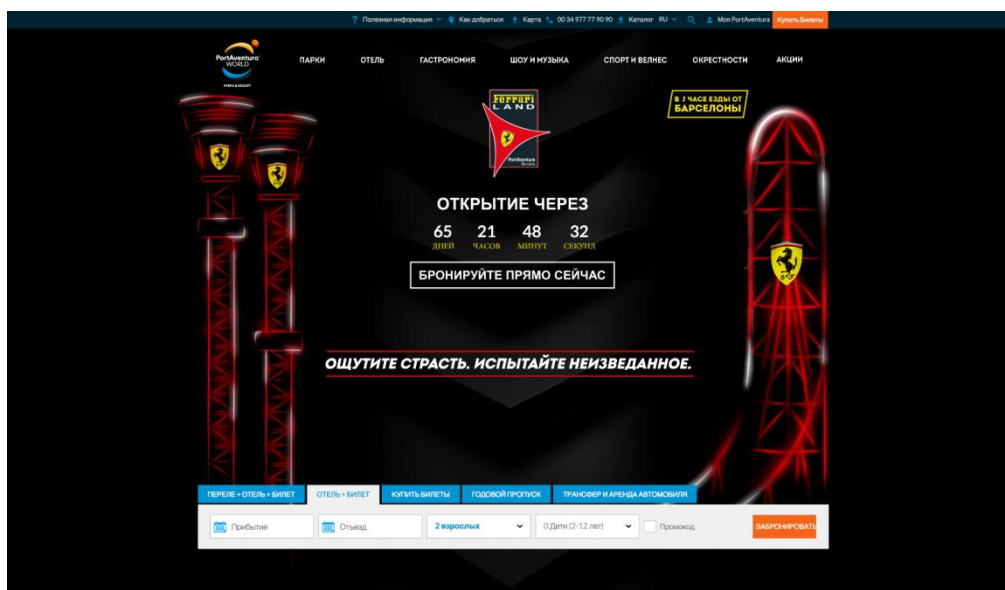 Полезная информация Как добраться Карта 00 34 977 77 90 90 Каталог RU Моя PortAventura Купить Билеты
PortAventura WORLD
PARKS & RESORT
ПАРКИ ОТЕЛЬ ГАСТРОНОМИЯ ШОУ И МУЗЫКА СПОРТ И ВЕЛНЕС ОКРЕСТНОСТИ АКЦИИ
Ferrari
LAND
PortAventura
В 1 ЧАСЕ ЕЗДЫ ОТ
БАРСЕЛОНЫ
ОТКРЫТИЕ ЧЕРЕЗ
65 21 48 32
ДНЕЙ ЧАСОВ МИНУТ СЕКУНД
БРОНИРУЙТЕ ПРЯМО СЕЙЧАС
ОЩУТИТЕ СТРАСТЬ. ИСПЫТАЙТЕ НЕИЗВЕДАННОЕ.
ПЕРЕЛЕ + ОТЕЛЬ + БИЛЕТ ОТЕЛЬ + БИЛЕТ КУПИТЬ БИЛЕТЫ ГОДОВОЙ ПРОПУСК ТРАНСФЕР И АРЕНДА АВТОМОБИЛЯ
Прибытие Отъезд 2 взрослых 0 Дети (2-12 лет) Промокод ЗАБРОНИРОВАТЬ